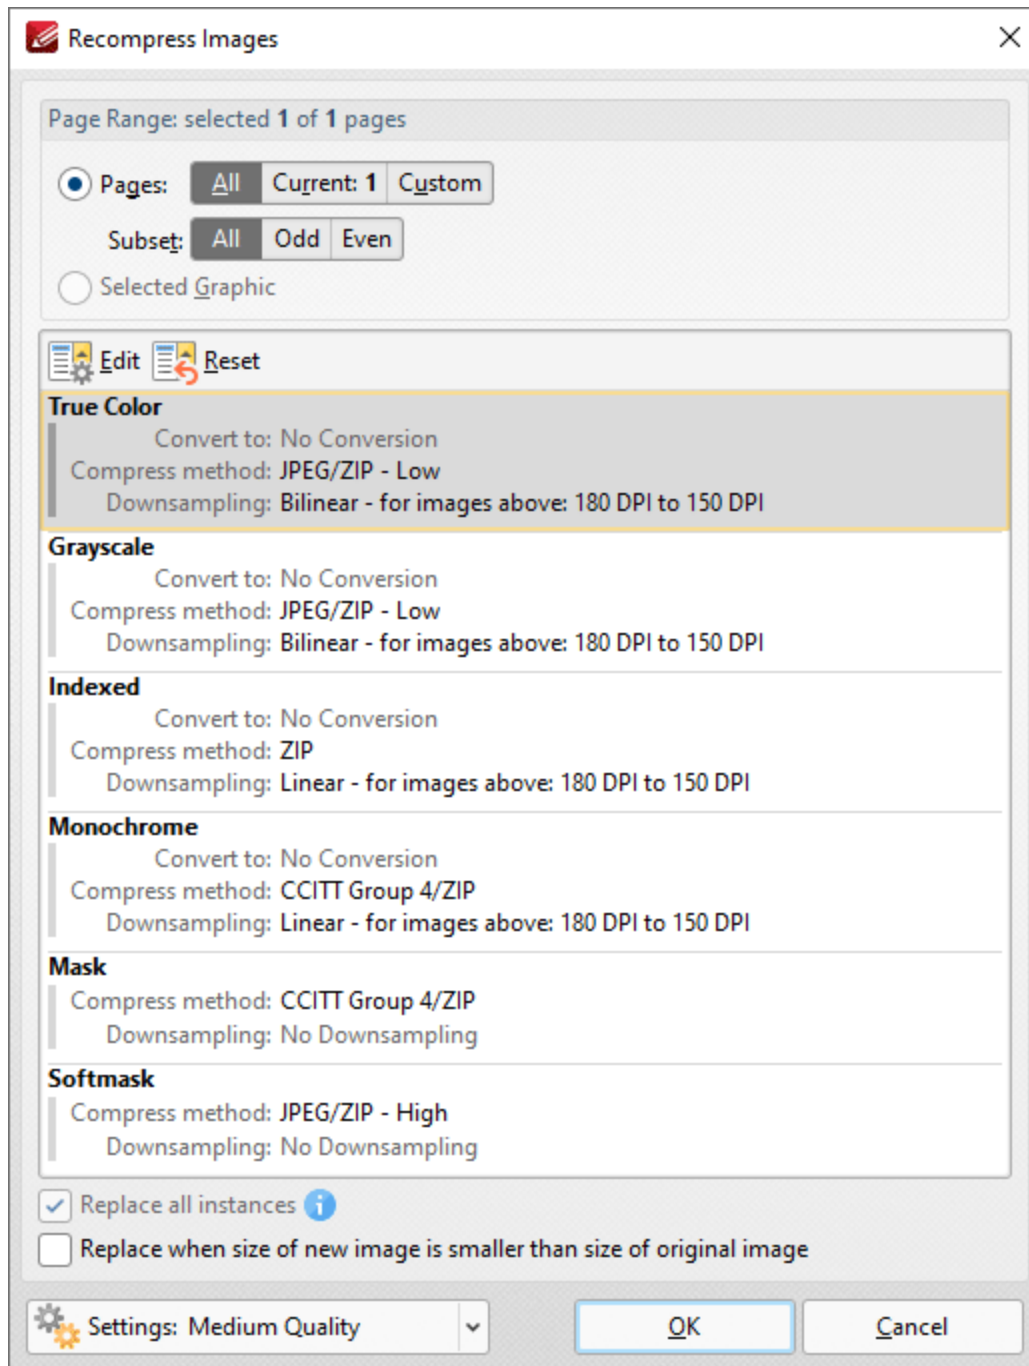 Recompress Images
Page Range: selected 1 of 1 pages
Pages: All Current: 1 Custom
Subset: All Odd Even
Selected Graphic
Edit Reset
True Color
Convert to: No Conversion
Compress method: JPEG/ZIP - Low
Downsampling: Bilinear - for images above: 180 DPI to 150 DPI
Grayscale
Convert to: No Conversion
Compress method: JPEG/ZIP - Low
Downsampling: Bilinear - for images above: 180 DPI to 150 DPI
Indexed
Convert to: No Conversion
Compress method: ZIP
Downsampling: Linear - for images above: 180 DPI to 150 DPI
Monochrome
Convert to: No Conversion
Compress method: CCITT Group 4/ZIP
Downsampling: Linear - for images above: 180 DPI to 150 DPI
Mask
Compress method: CCITT Group 4/ZIP
Downsampling: No Downsampling
Softmask
Compress method: JPEG/ZIP - High
Downsampling: No Downsampling
Replace all instances
Replace when size of new image is smaller than size of original image
Settings: Medium Quality OK Cancel